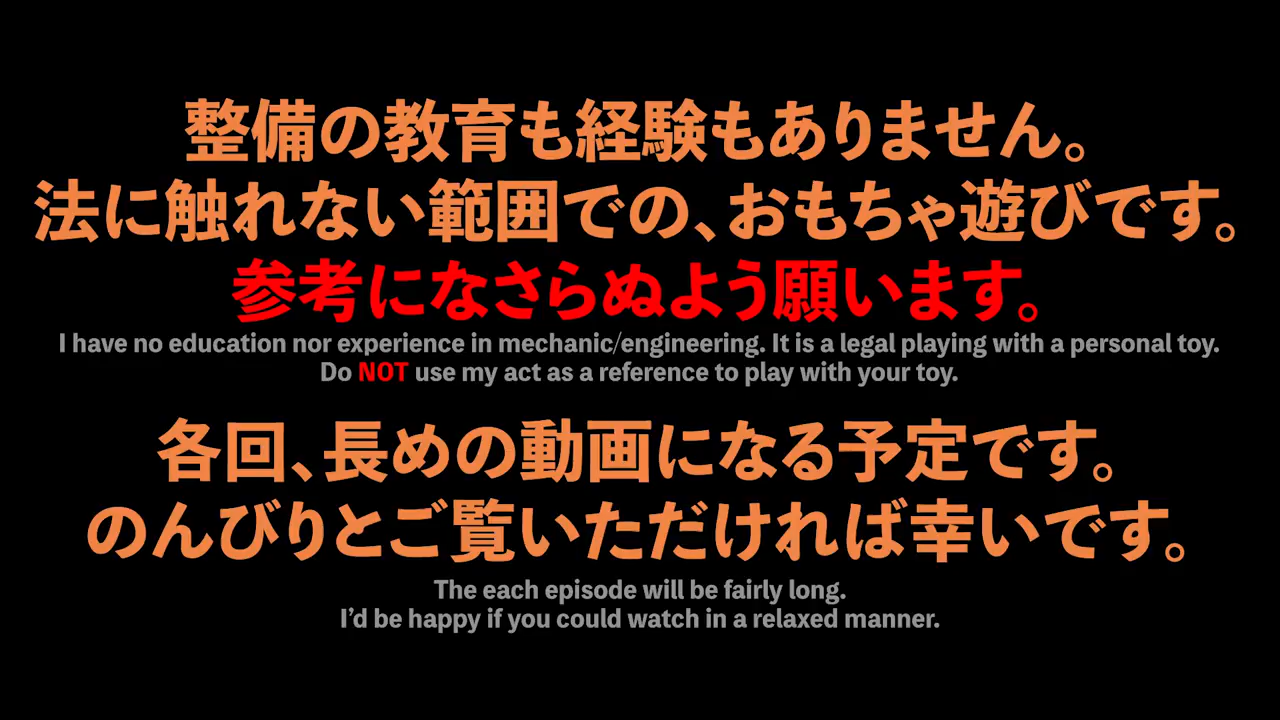 整備の教育も経験もありません。
法に触れない範囲での、おもちゃ遊びです。
参考になさらぬよう願います。
I have no education nor experience in mechanic/engineering. It is a legal playing with a personal toy.
Do NOT use my act as a reference to play with your toy.
各回、長めの動画になる予定です。
のんびりとご覧いただければ幸いです。
The each episode will be fairly long.
I’d be happy if you could watch in a relaxed manner.